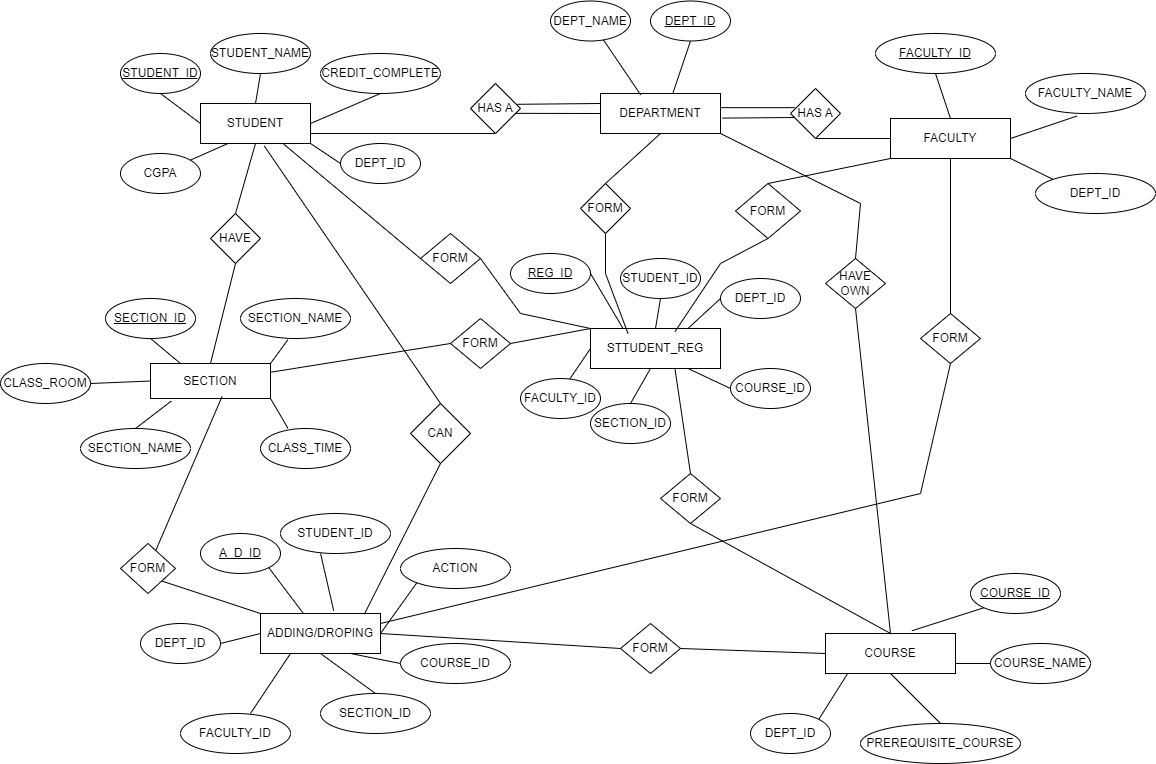 DEPT_NAME
DEPT_ID
STUDENT_NAME
FACULTY_ID
STUDENT_ID
CREDIT_COMPLETE
FACULTY_NAME
HAS A
DEPARTMENT
HAS A
STUDENT
FACULTY
CGPA
DEPT_ID
DEPT_ID
FORM
FORM
HAVE
FORM
REG_ID
STUDENT_ID
HAVE
OWN
DEPT_ID
SECTION_ID
SECTION_NAME
FORM
FORM
STTUDENT_REG
CLASS_ROOM
SECTION
COURSE_ID
FACULTY_ID
SECTION_ID
CAN
SECTION_NAME
CLASS_TIME
FORM
STUDENT_ID
A_D_ID
FORM
ACTION
COURSE_ID
ADDING/DROPING
DEPT_ID
FORM
COURSE
COURSE_ID
COURSE_NAME
SECTION_ID
FACULTY_ID
DEPT_ID
PREREQUISITE_COURSE